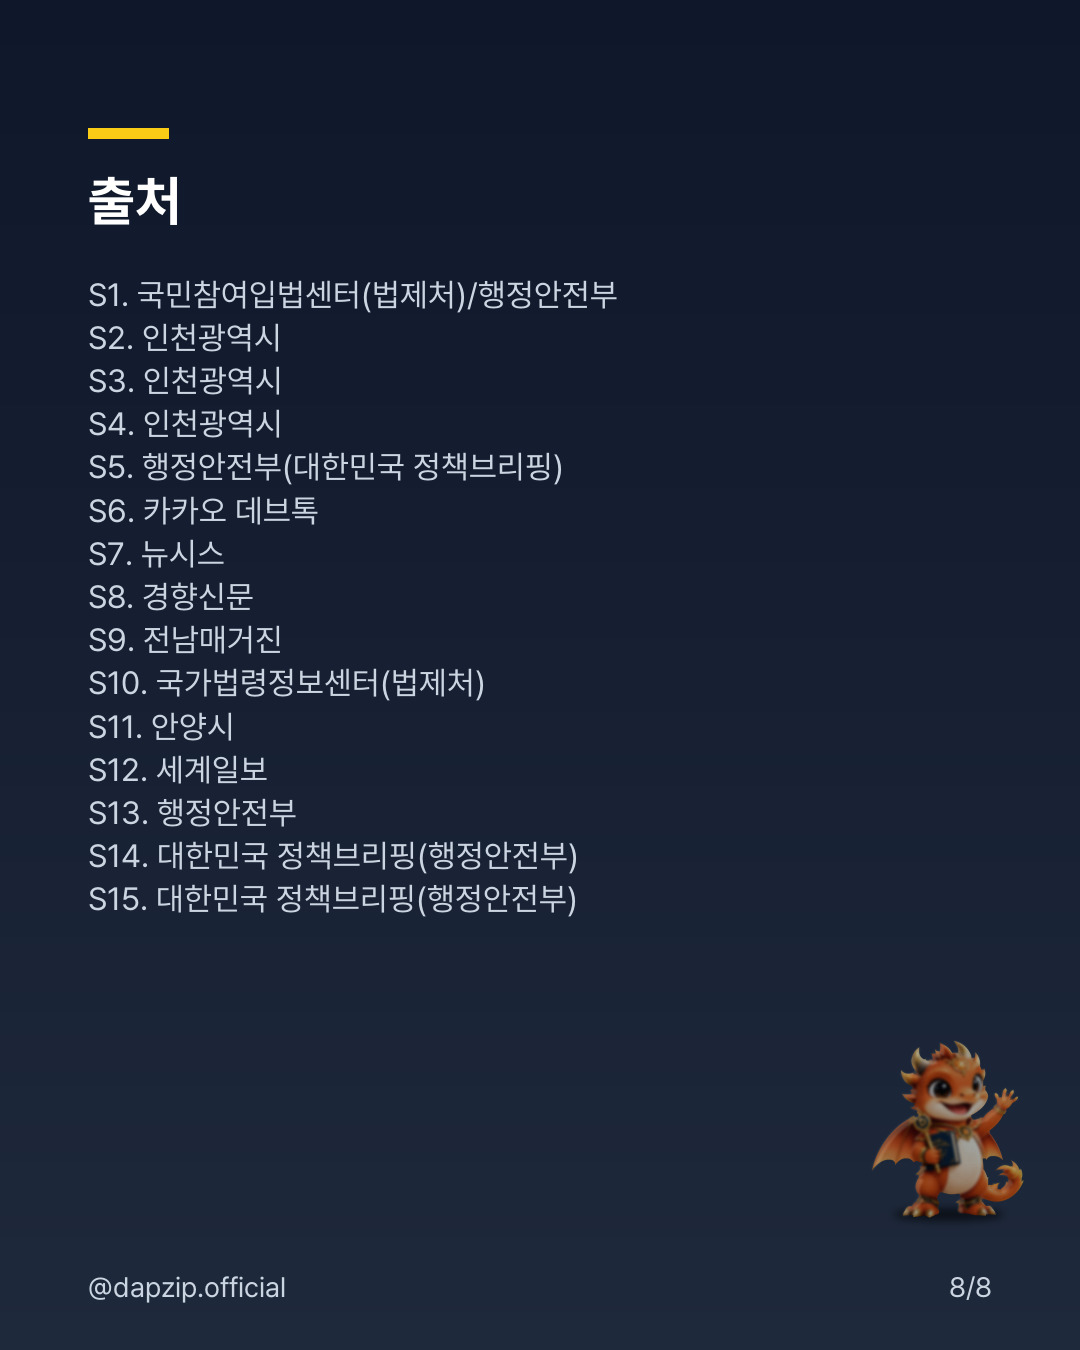 출처
S1. 국민참여입법센터(법제처)/행정안전부
S2. 인천광역시
S3. 인천광역시
S4. 인천광역시
S5. 행정안전부(대한민국 정책브리핑)
S6. 카카오 데브톡
S7. 뉴시스
S8. 경향신문
S9. 전남매거진
S10. 국가법령정보센터(법제처)
S11. 안양시
S12. 세계일보
S13. 행정안전부
S14. 대한민국 정책브리핑(행정안전부)
S15. 대한민국 정책브리핑(행정안전부)
@dapzip.official
8/8